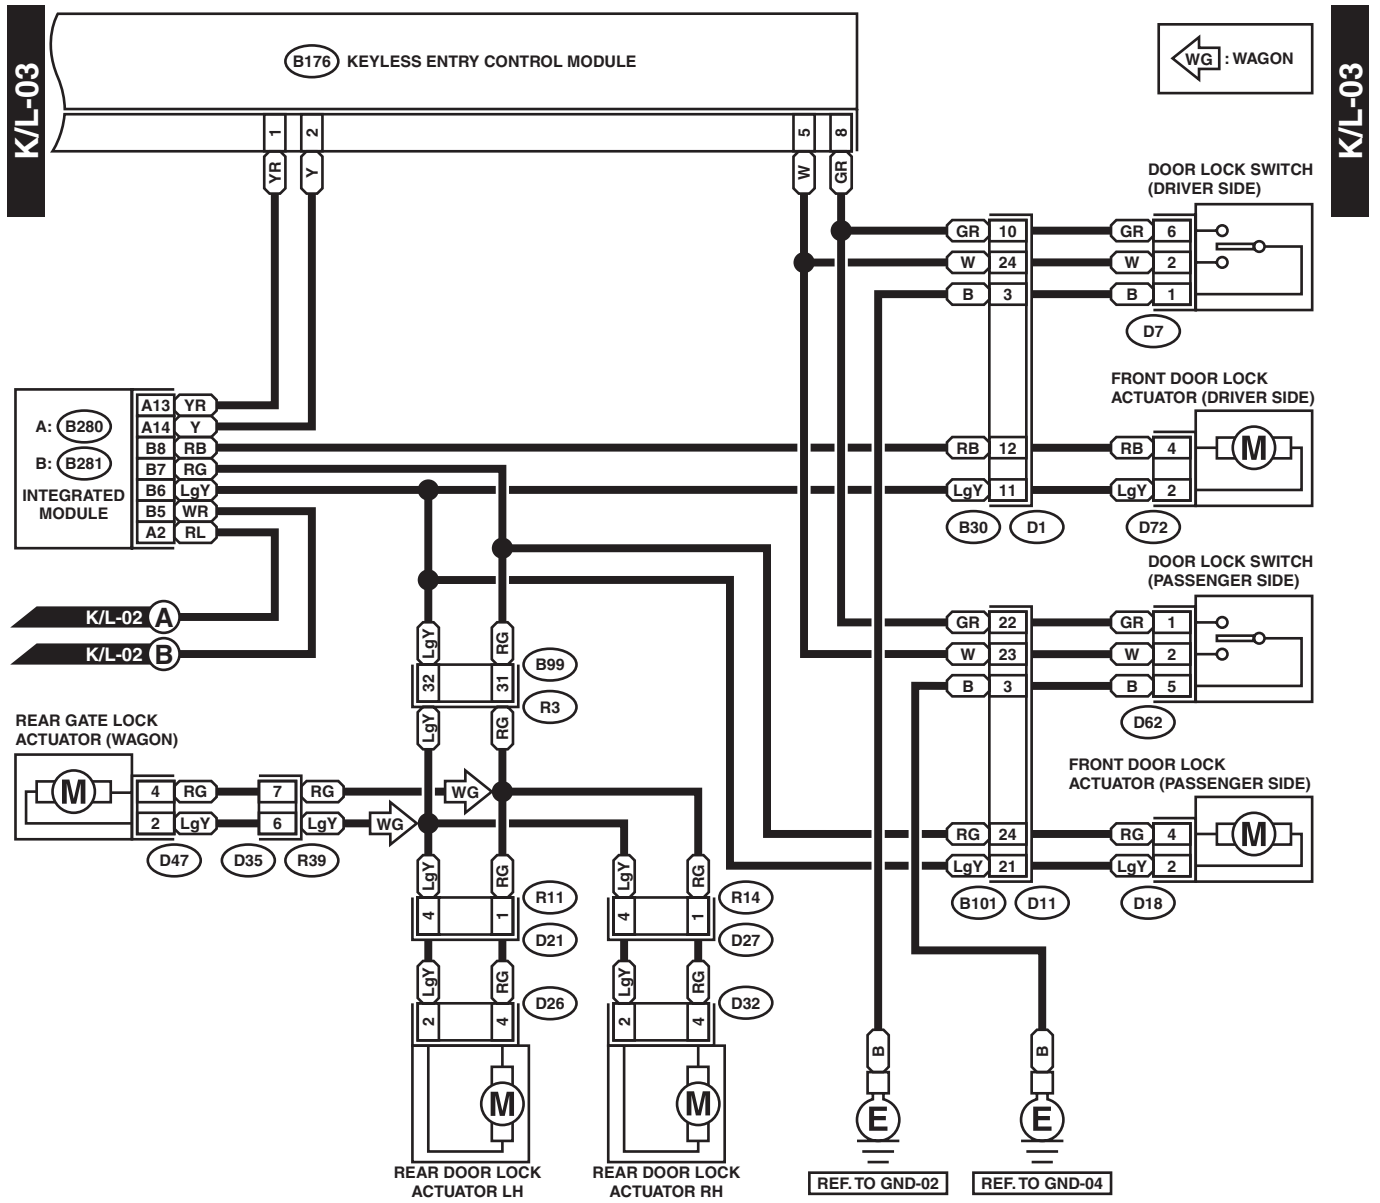 K/L-03
B176 KEYLESS ENTRY CONTROL MODULE
WG : WAGON
K/L-03
1 2 5 8
YR Y W GR
DOOR LOCK SWITCH
(DRIVER SIDE)
GR 10 GR 6
W 24 W 2
B 3 B 1
D7
FRONT DOOR LOCK
ACTUATOR (DRIVER SIDE)
A: B280
B: B281
INTEGRATED
MODULE
A13 YR
A14 Y
B8 RB
B7 RG
B6 LgY
B5 WR
A2 RL
RB 12 RB 4
LgY 11 LgY 2
M
B30 D1 D72
K/L-02 A
K/L-02 B
DOOR LOCK SWITCH
(PASSENGER SIDE)
GR 22 GR 1
W 23 W 2
B 3 B 5
D62
LgY RG
32 31
B99
R3
LgY RG
REAR GATE LOCK
ACTUATOR (WAGON)
M
4 RG 7 RG WG
2 LgY 6 LgY WG
D47 D35 R39
FRONT DOOR LOCK
ACTUATOR (PASSENGER SIDE)
RG 24 RG 4
LgY 21 LgY 2
M
B101 D11 D18
LgY RG LgY RG
4 1 R11 4 1 R14
D21 D27
LgY RG LgY RG
2 4 D26 2 4 D32
M M
REAR DOOR LOCK
ACTUATOR LH
REAR DOOR LOCK
ACTUATOR RH
B B
E E
REF. TO GND-02
REF. TO GND-04